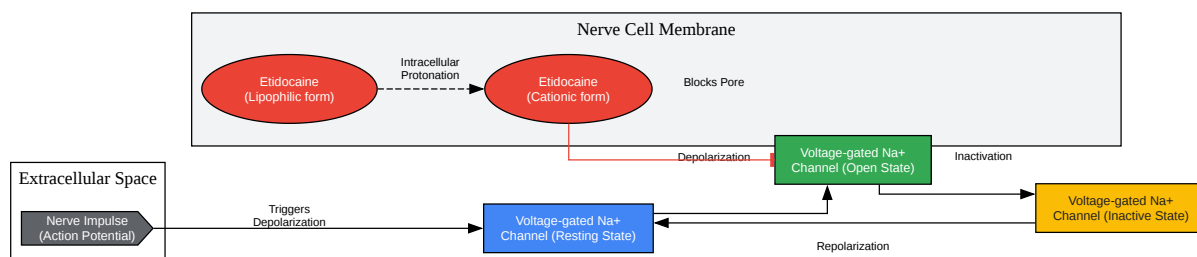 Nerve Cell Membrane
Intracellular
Protonation
Etidocaine
(Lipophilic form)
Etidocaine
(Cationic form)
Blocks Pore
Depolarization
Voltage-gated Na+
Channel (Open State)
Inactivation
Extracellular Space
Nerve Impulse
(Action Potential)
Triggers
Depolarization
Voltage-gated Na+
Channel (Resting State)
Voltage-gated Na+
Channel (Inactive State)
Repolarization